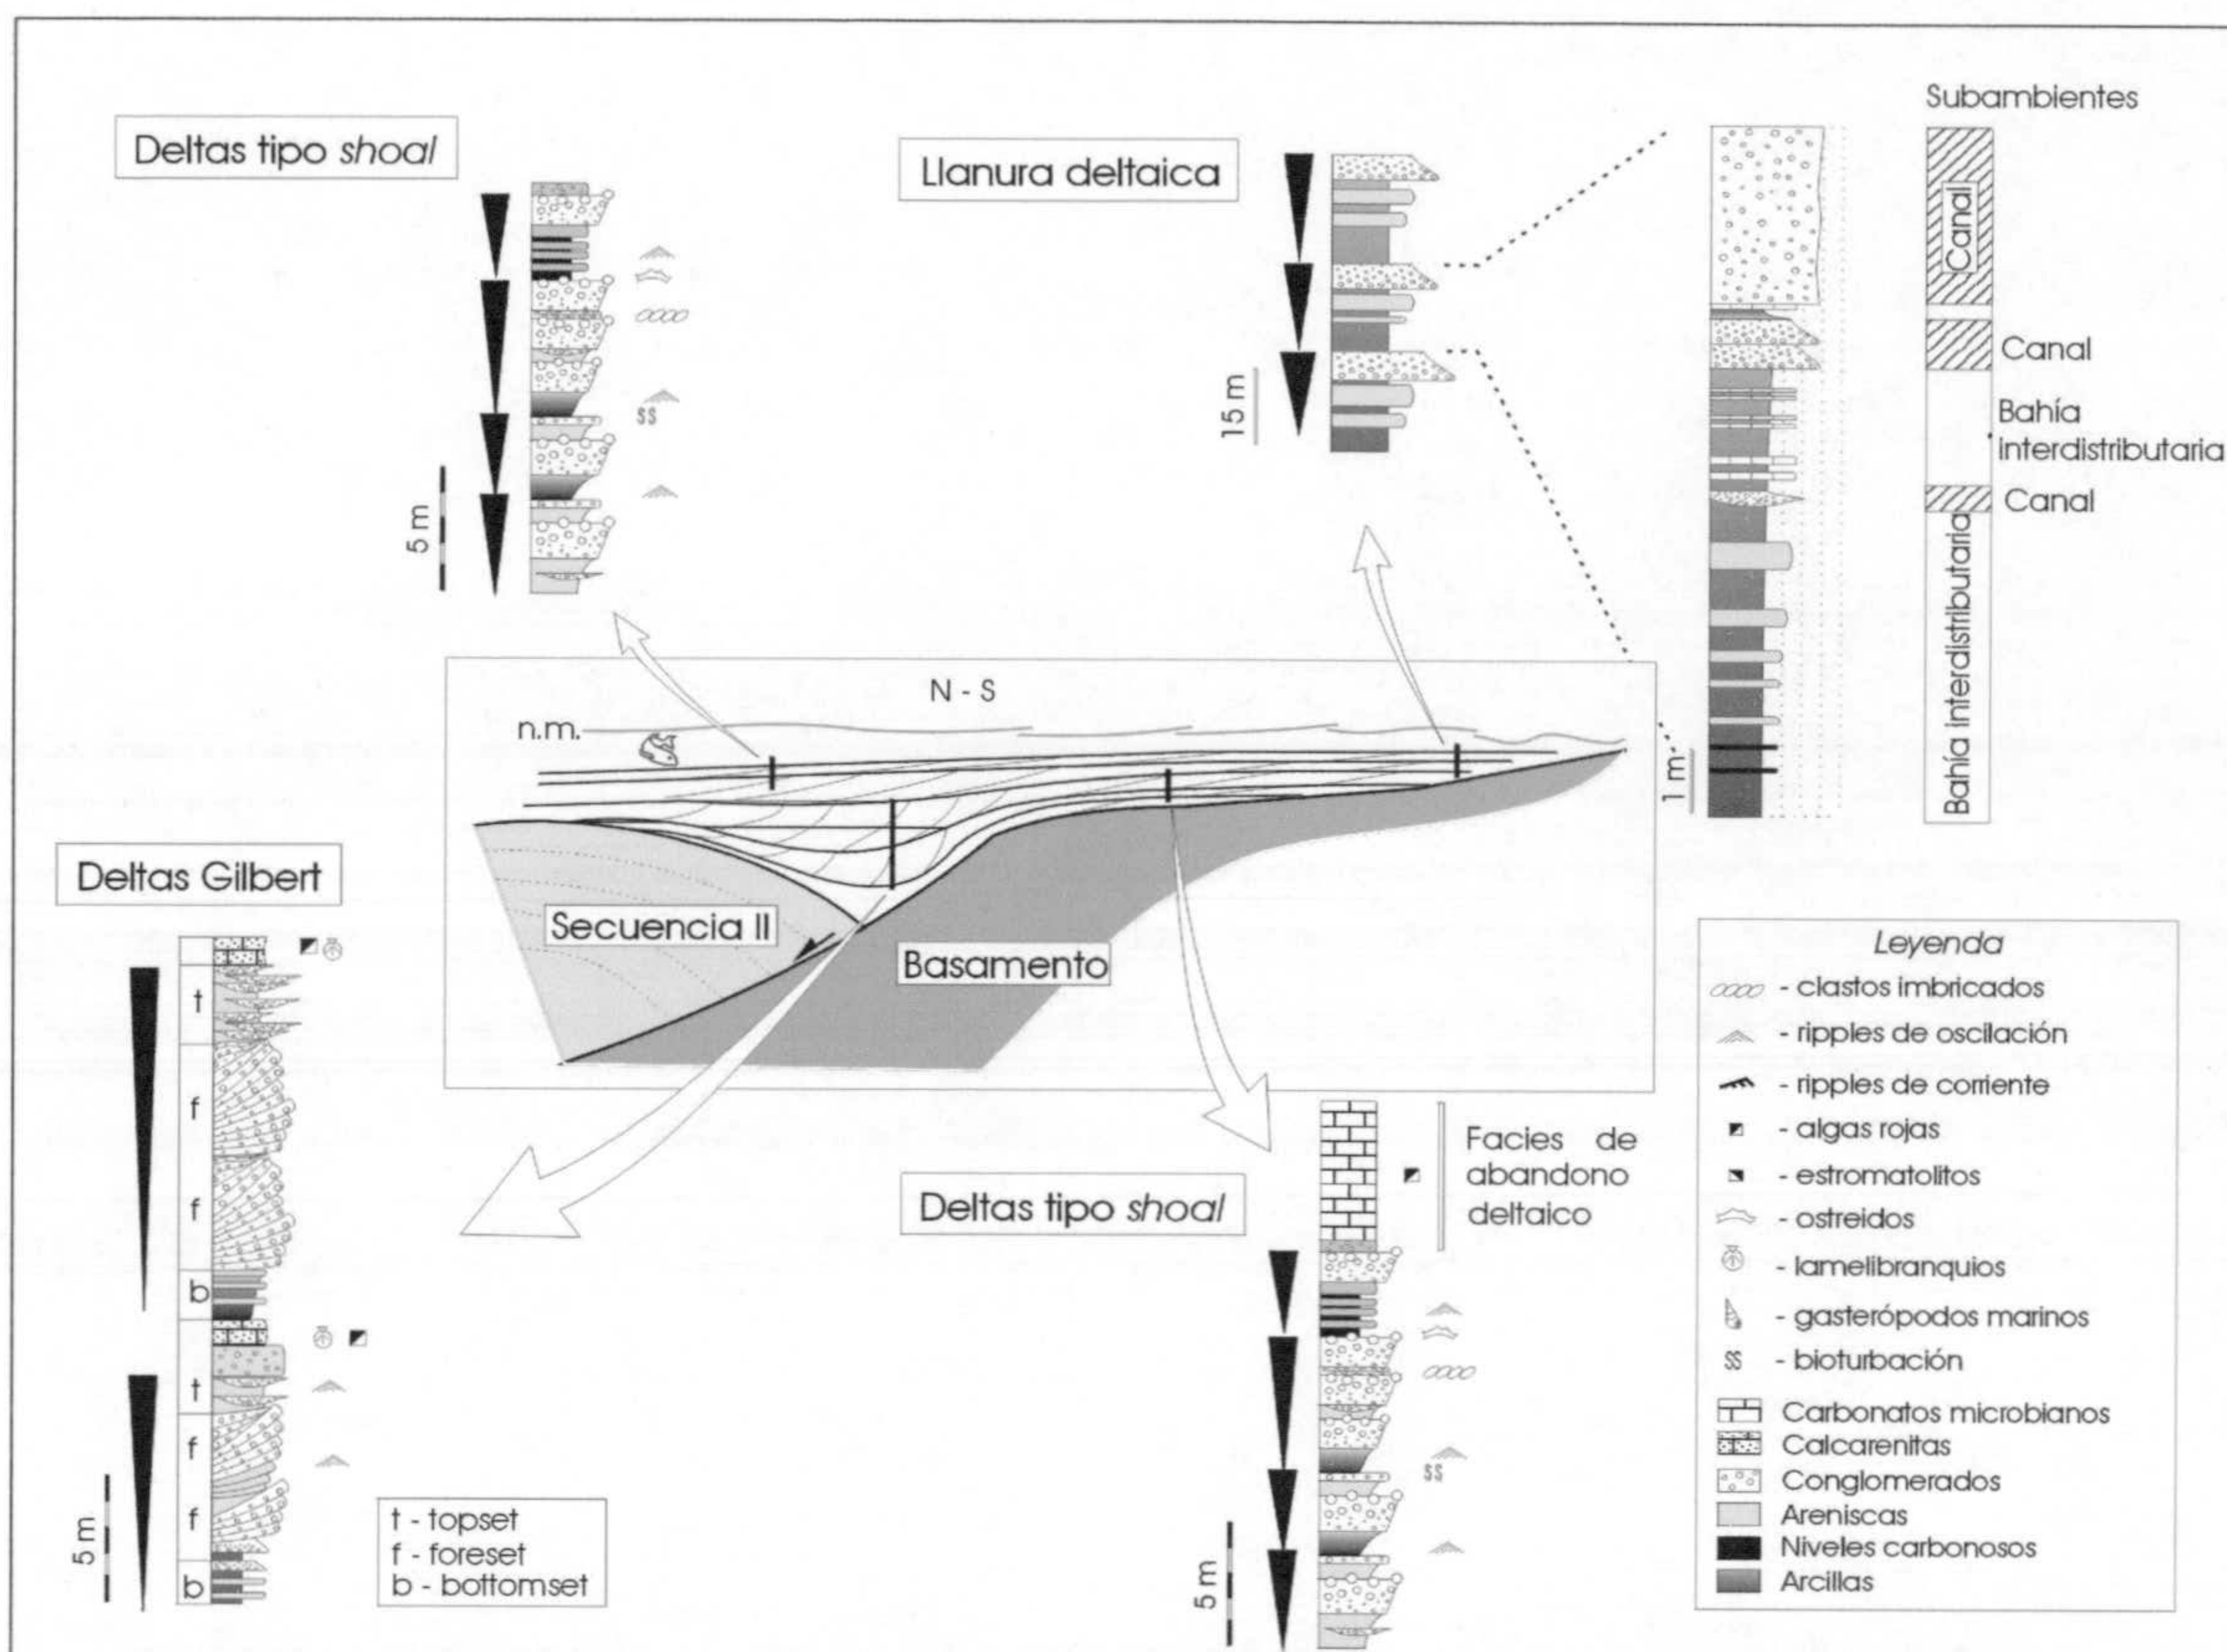 Deltas tipo shoal
5 m
Llanura deltaica
15 m
Subambientes
Canal
Canal
Bahía
interdistributaria
Canal
Bahía interdistributaria
1 m
N - S
n.m.
Secuencia II
Basamento
Deltas Gilbert
t
f
f
b
t
f
f
b
5 m
t - topset
f - foreset
b - bottomset
Deltas tipo shoal
Facies de
abandono
deltaico
5 m
Leyenda
- clastos imbricados
- ripples de oscilación
- ripples de corriente
- algas rojas
- estromatolitos
- ostreidos
- lamelibranquios
- gasterópodos marinos
- bioturbación
Carbonatos microbianos
Calcarenitas
Conglomerados
Areniscas
Niveles carbonosos
Arcillas